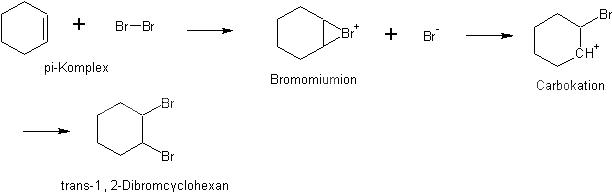 + Br–Br Br+ + Br- Br
CH+
pi-Komplex Bromomiumion Carbokation
Br
Br
trans-1, 2-Dibromcyclohexan